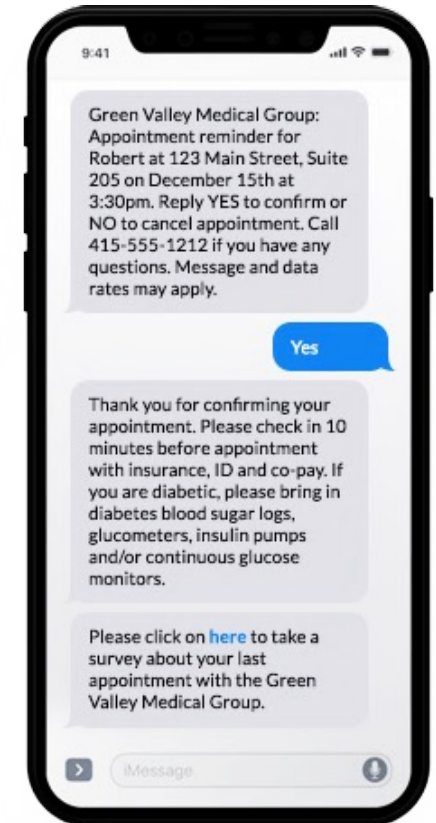 9:41
Green Valley Medical Group:
Appointment reminder for
Robert at 123 Main Street, Suite
205 on December 15th at
3:30pm. Reply YES to confirm or
NO to cancel appointment. Call
415-555-1212 if you have any
questions. Message and data
rates may apply.
Yes
Thank you for confirming your
appointment. Please check in 10
minutes before appointment
with insurance, ID and co-pay. If
you are diabetic, please bring in
diabetes blood sugar logs,
glucometers, insulin pumps
and/or continuous glucose
monitors.
Please click on here to take a
survey about your last
appointment with the Green
Valley Medical Group.
iMessage